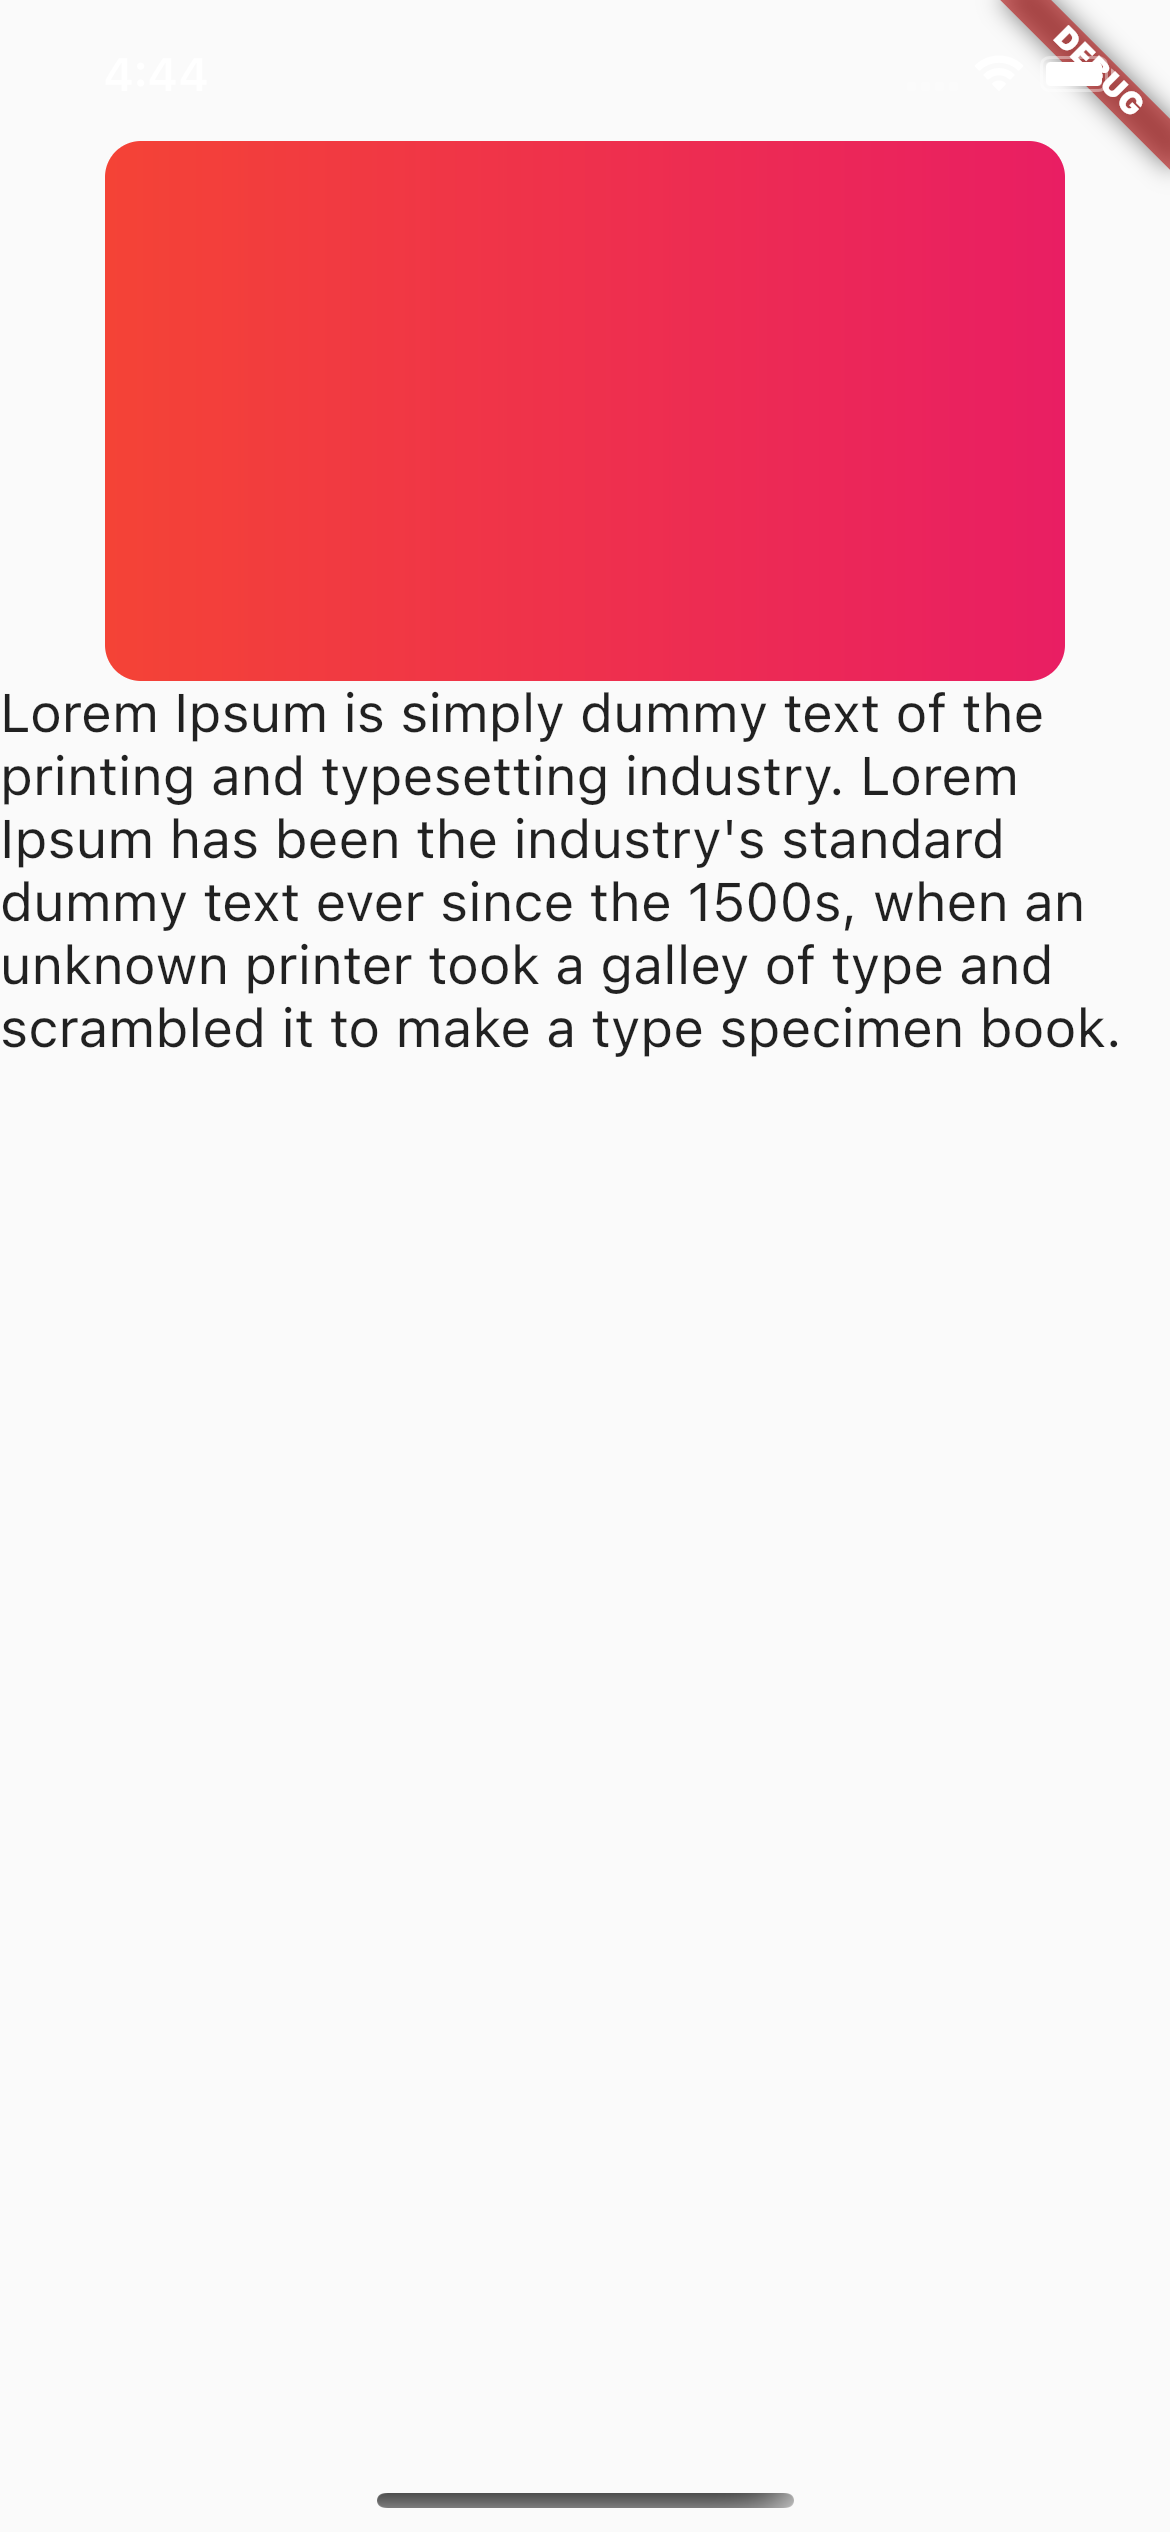 4:44
DEBUG
Lorem Ipsum is simply dummy text of the
printing and typesetting industry. Lorem
Ipsum has been the industry's standard
dummy text ever since the 1500s, when an
unknown printer took a galley of type and
scrambled it to make a type specimen book.